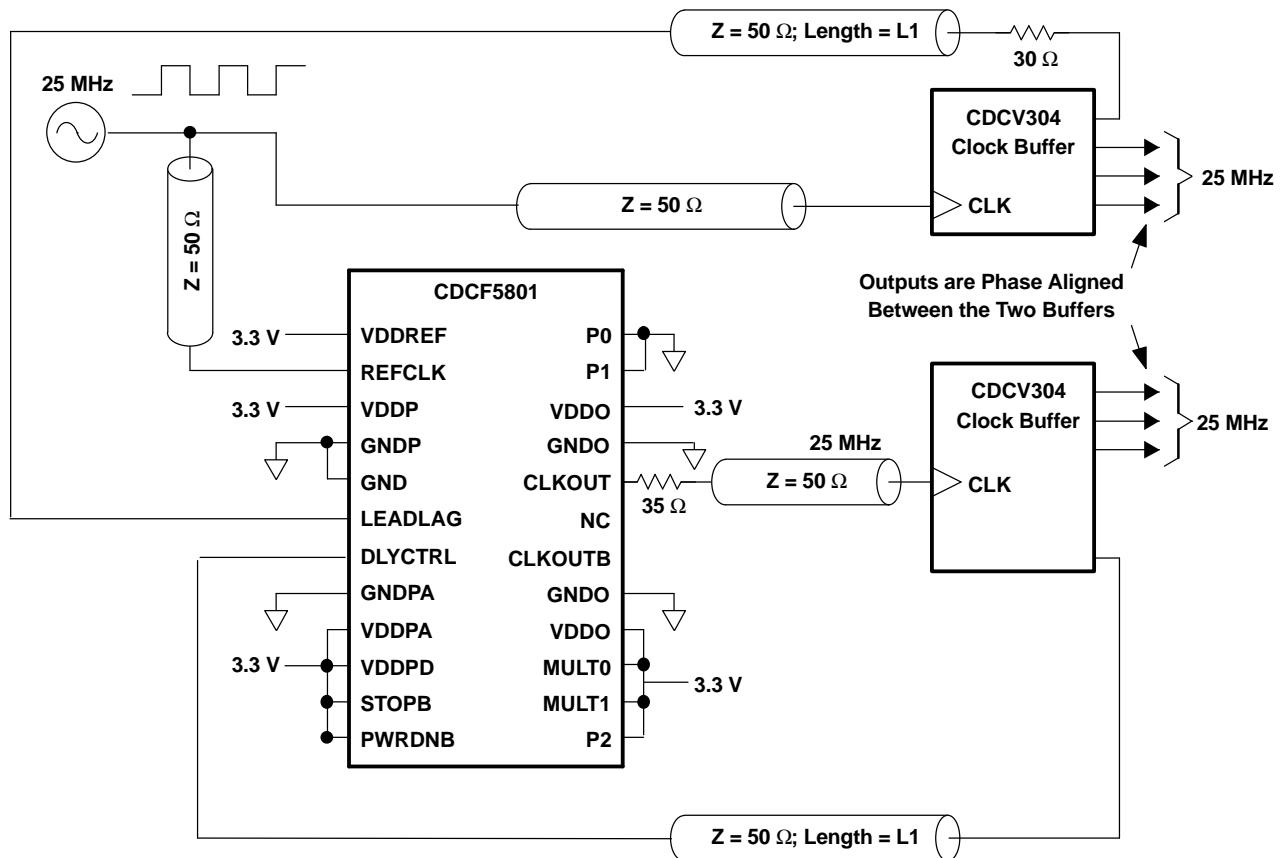 Z = 50 Ω; Length = L1
30 Ω
25 MHz
CDCV304
Clock Buffer
CLK
25 MHz
Z = 50 Ω
Z = 50 Ω
Outputs are Phase Aligned
Between the Two Buffers
CDCF5801
3.3 V
VDDREF
REFCLK
3.3 V
VDDP
GNDP
GND
LEADLAG
DLYCTRL
GNDPA
VDDPA
3.3 V
VDDPD
STOPB
PWRDNB
P0
P1
VDDO
3.3 V
GNDO
CLKOUT
NC
CLKOUTB
GNDO
VDDO
MULT0
3.3 V
MULT1
P2
35 Ω
25 MHz
Z = 50 Ω
CDCV304
Clock Buffer
CLK
25 MHz
Z = 50 Ω; Length = L1